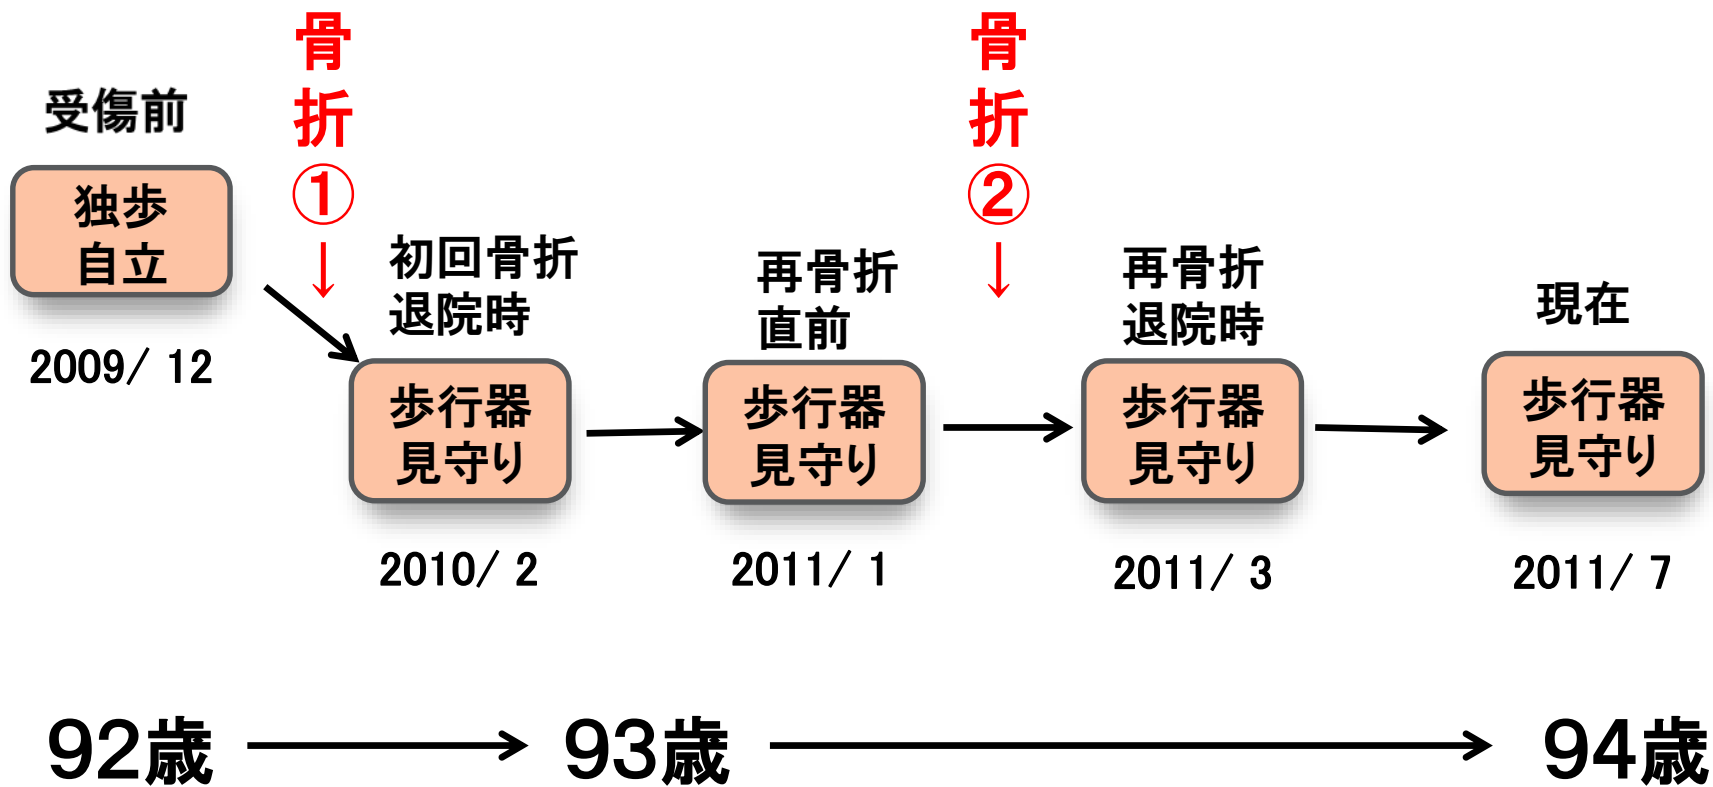 受傷前
独歩
自立
2009/ 12
骨
折
①
↓
初回骨折
退院時
歩行器
見守り
2010/ 2
再骨折
直前
歩行器
見守り
2011/ 1
骨
折
②
↓
再骨折
退院時
歩行器
見守り
2011/ 3
現在
歩行器
見守り
2011/ 7
92歳
93歳
94歳